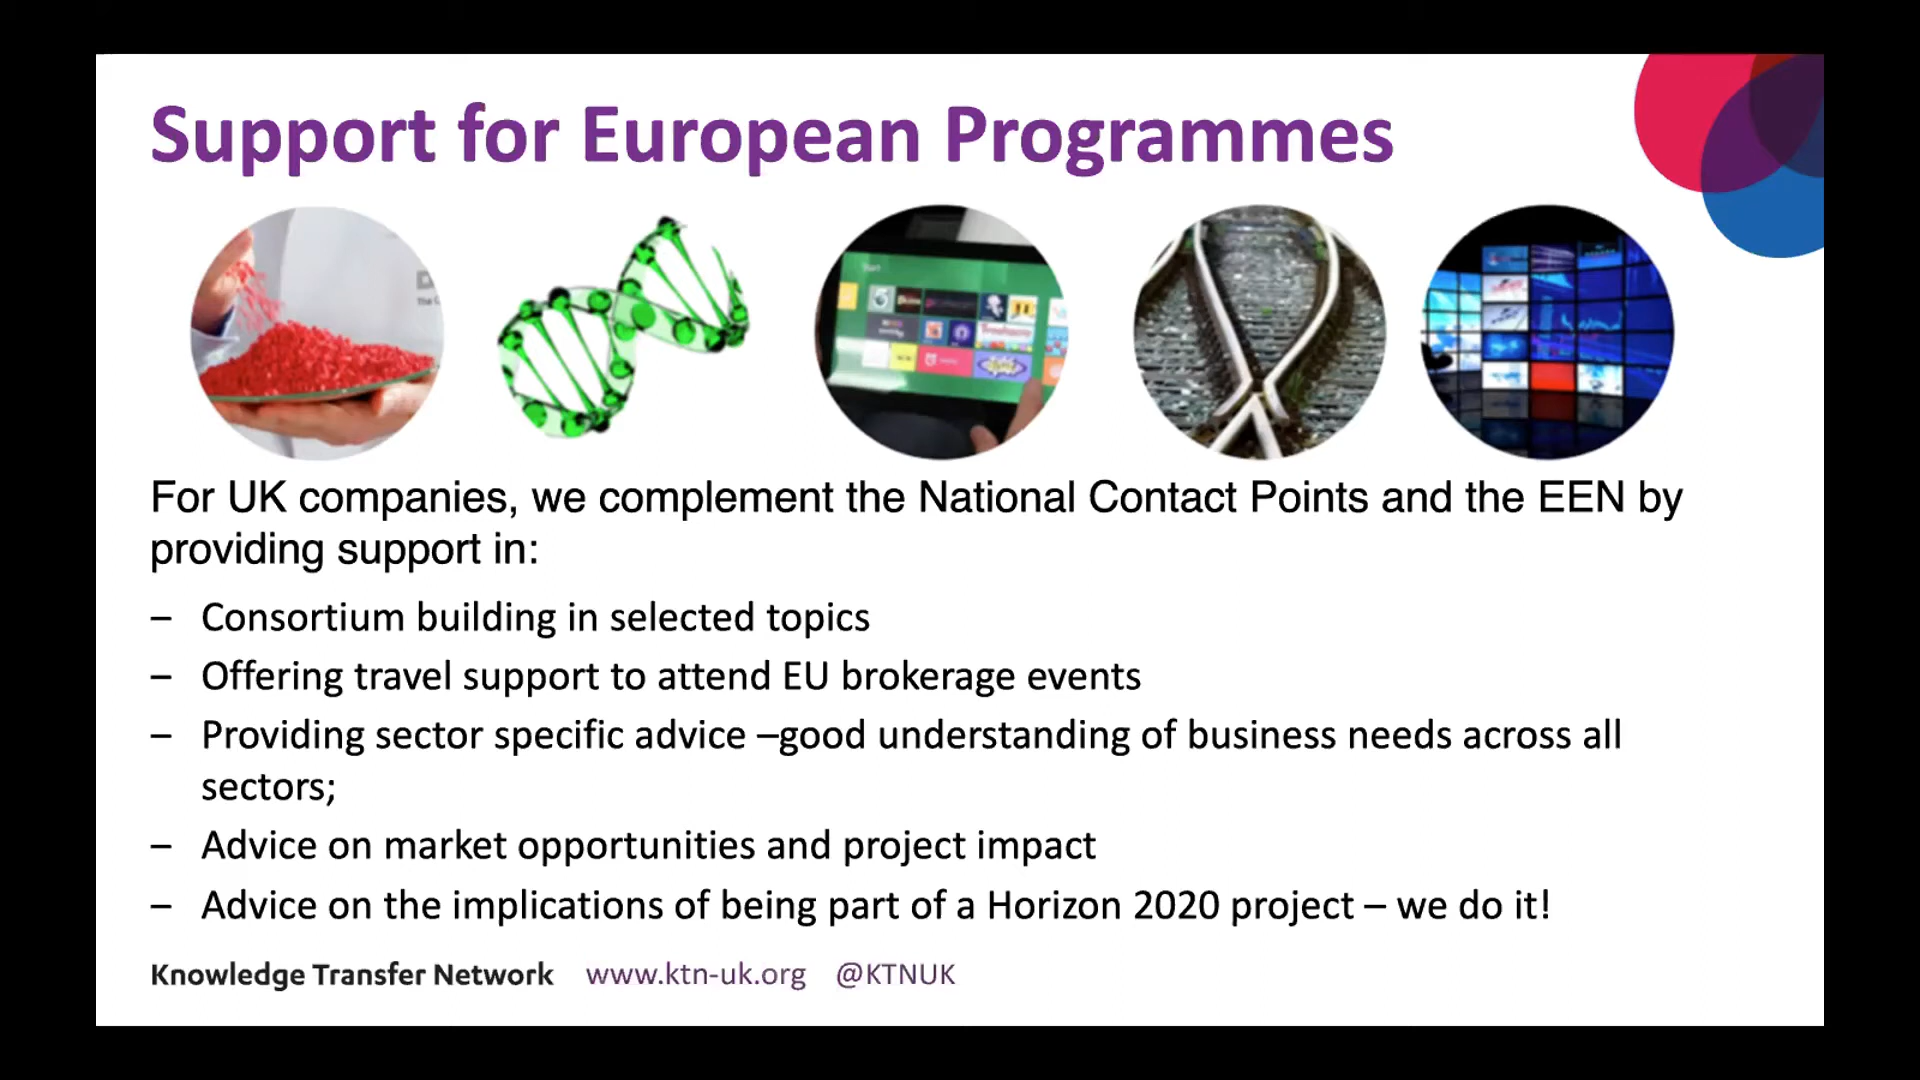 Support for European Programmes
Start
For UK companies, we complement the National Contact Points and the EEN by
providing support in:
– Consortium building in selected topics
– Offering travel support to attend EU brokerage events
– Providing sector specific advice –good understanding of business needs across all
sectors;
– Advice on market opportunities and project impact
– Advice on the implications of being part of a Horizon 2020 project – we do it!
Knowledge Transfer Network www.ktn-uk.org @KTNUK